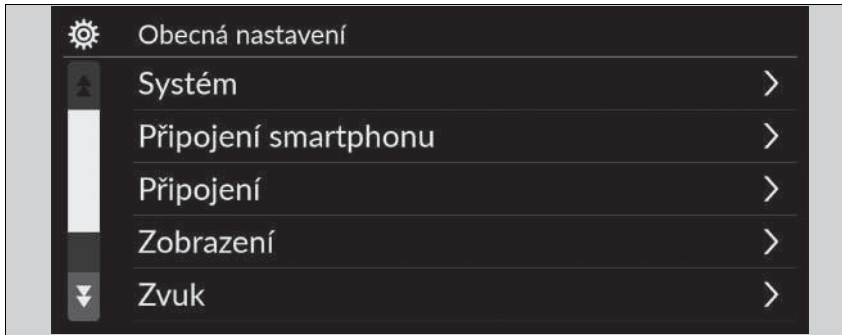 Obecná nastavení
Systém
Připojení smartphonu
Připojení
Zobrazení
Zvuk